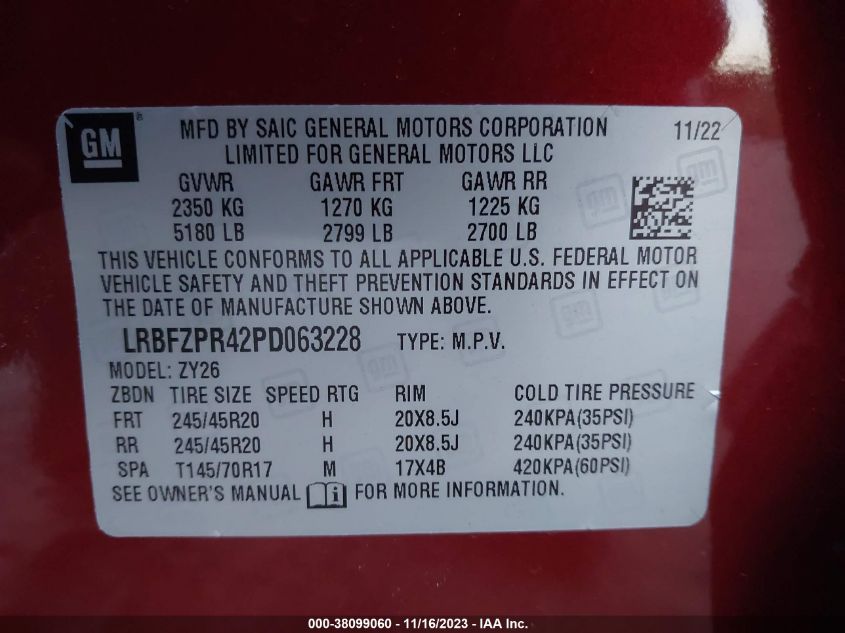 GM MFD BY SAIC GENERAL MOTORS CORPORATION 11/22
LIMITED FOR GENERAL MOTORS LLC
GVWR GAWR FRT GAWR RR
2350 KG 1270 KG 1225 KG
5180 LB 2799 LB 2700 LB
THIS VEHICLE CONFORMS TO ALL APPLICABLE U.S. FEDERAL MOTOR
VEHICLE SAFETY AND THEFT PREVENTION STANDARDS IN EFFECT ON
THE DATE OF MANUFACTURE SHOWN ABOVE.
LRBFZPR42PD063228 TYPE: M.P.V.
MODEL: ZY26
ZBDN TIRE SIZE SPEED RTG RIM COLD TIRE PRESSURE
FRT 245/45R20 H 20X8.5J 240KPA(35PSI)
RR 245/45R20 H 20X8.5J 240KPA(35PSI)
SPA T145/70R17 M 17X4B 420KPA(60PSI)
SEE OWNER'S MANUAL FOR MORE INFORMATION.
000-38099060 - 11/16/2023 - IAA Inc.